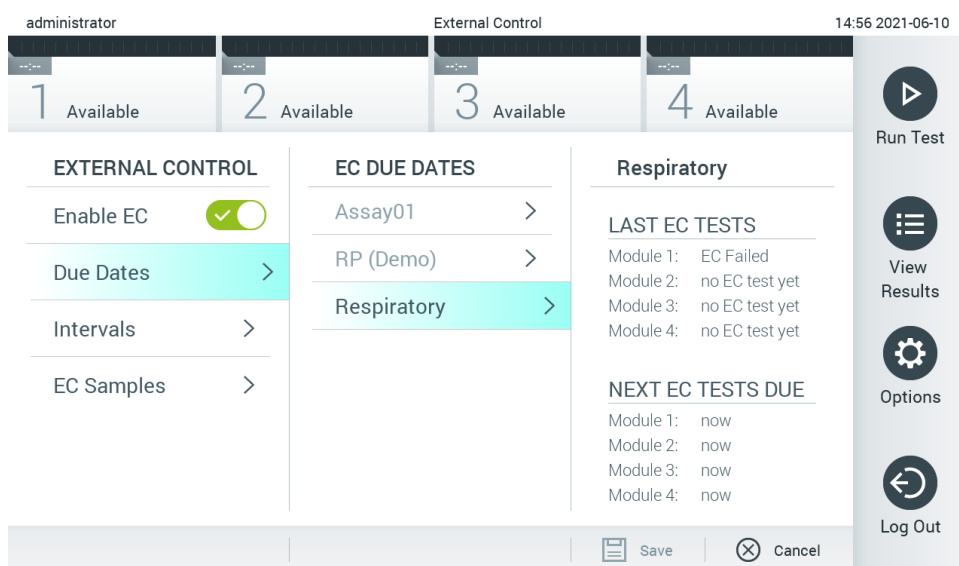 administrator External Control 14:56 2021-06-10
--:-- --:-- --:-- --:--
1 Available 2 Available 3 Available 4 Available
Run Test
View
Results
Options
Log Out
EXTERNAL CONTROL
Enable EC
Due Dates
Intervals
EC Samples
EC DUE DATES
Assay01
RP (Demo)
Respiratory
Respiratory
LAST EC TESTS
Module 1: EC Failed
Module 2: no EC test yet
Module 3: no EC test yet
Module 4: no EC test yet
NEXT EC TESTS DUE
Module 1: now
Module 2: now
Module 3: now
Module 4: now
Save Cancel